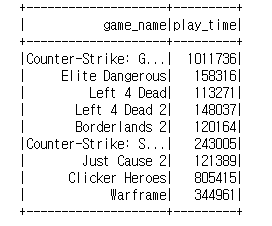 +-----------------+---------+
|        game_name|play_time|
+-----------------+---------+
|Counter-Strike: G...|  1011736|
|  Elite Dangerous|   158316|
|      Left 4 Dead|   113271|
|    Left 4 Dead 2|   148037|
|    Borderlands 2|   120164|
|Counter-Strike: S...|   243005|
|     Just Cause 2|   121389|
|   Clicker Heroes|   805415|
|         Warframe|   344961|
+-----------------+---------+